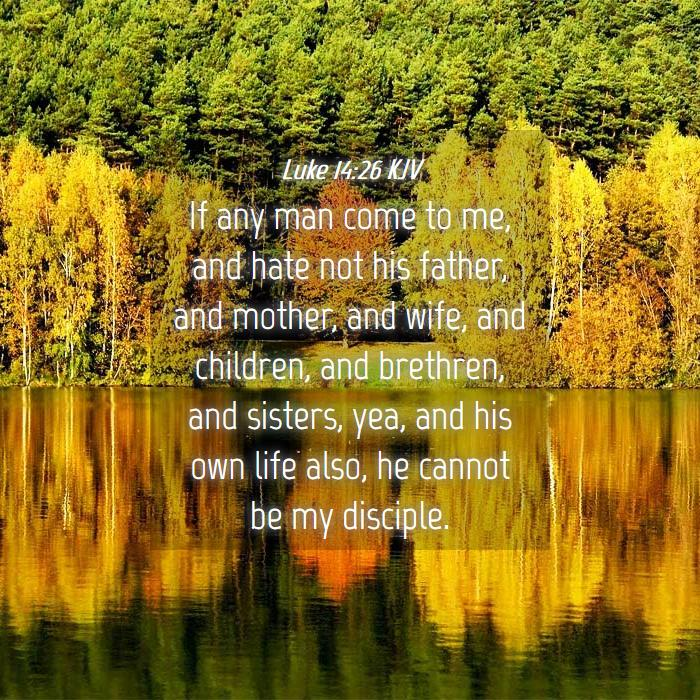 Luke 14:26 KJV
If any man come to me,
and hate not his father,
and mother, and wife, and
children, and brethren,
and sisters, yea, and his
own life also, he cannot
be my disciple.